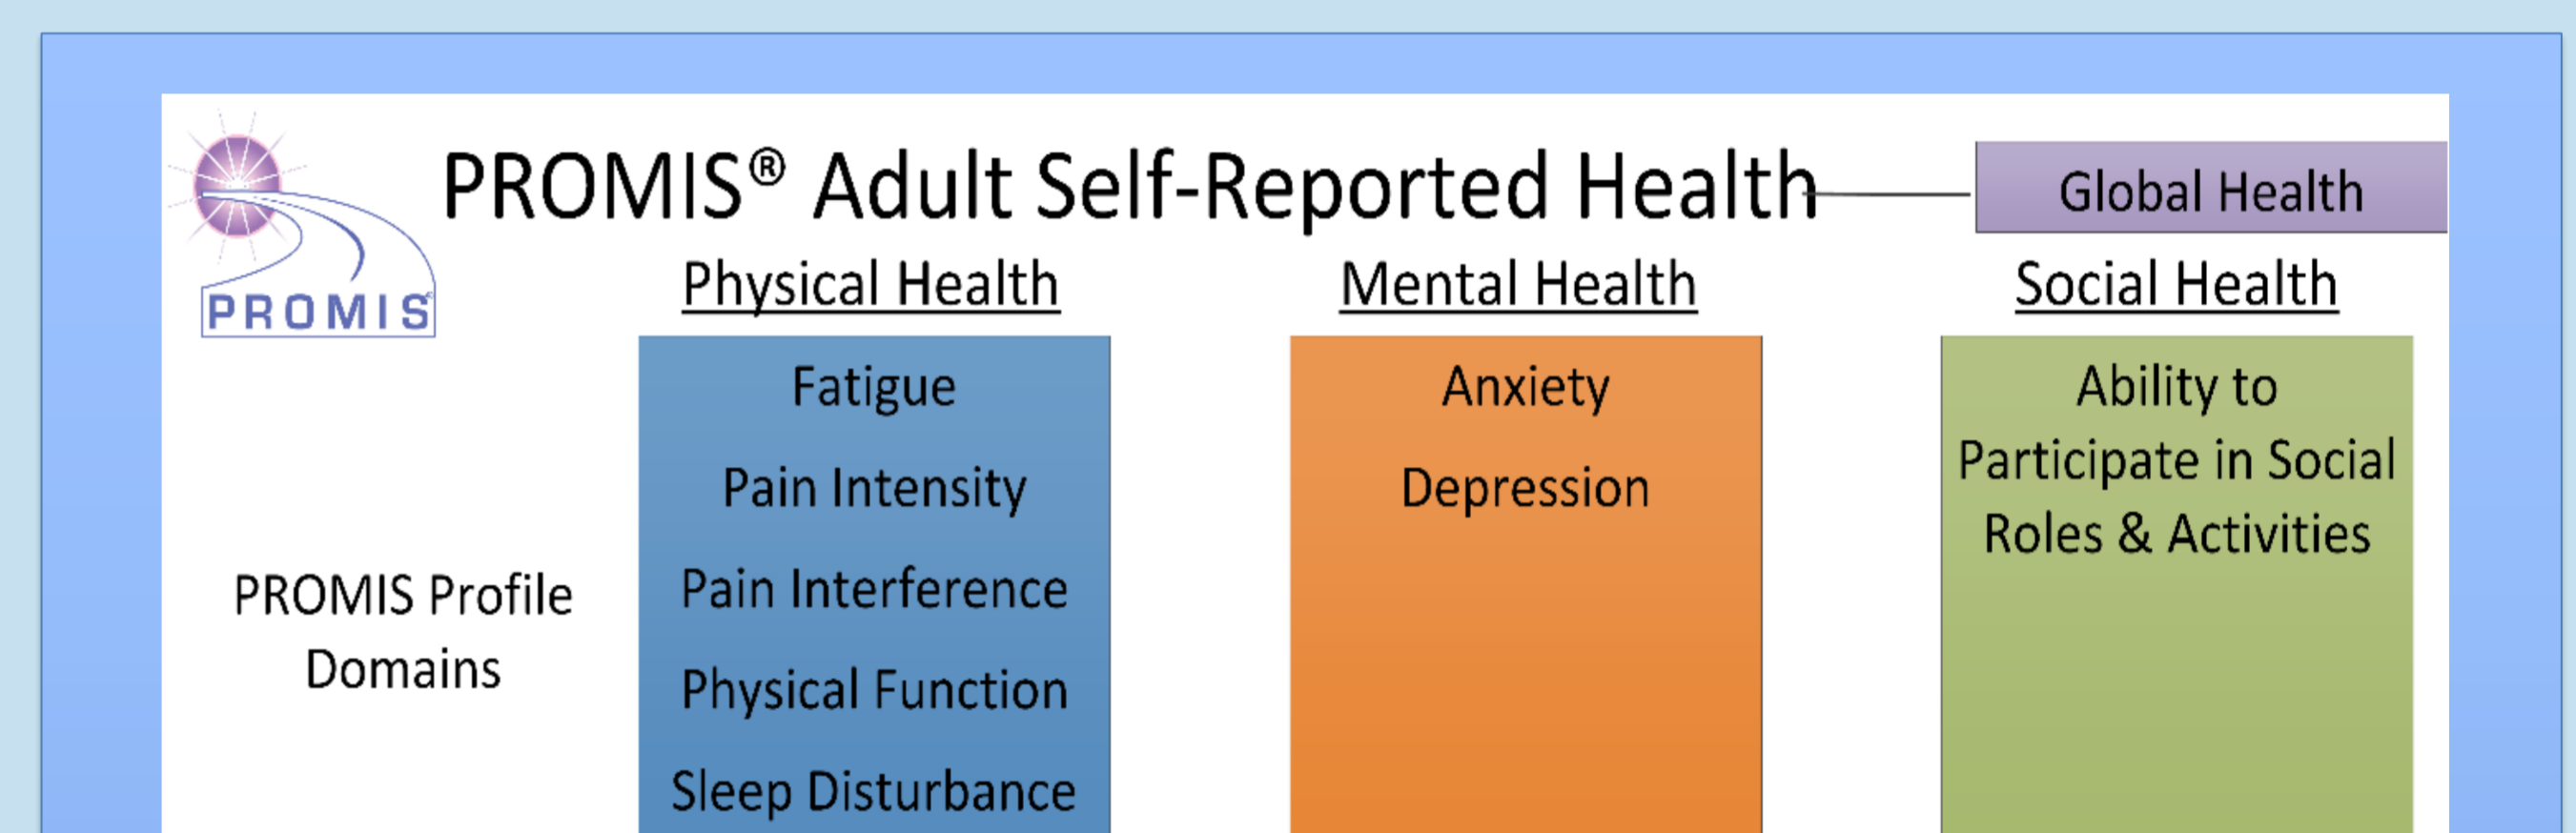 PROMIS® Adult Self-Reported Health
Global Health
PROMIS®
Physical Health
Mental Health
Social Health
PROMIS Profile
Domains
Fatigue
Pain Intensity
Pain Interference
Physical Function
Sleep Disturbance
Anxiety
Depression
Ability to
Participate in Social
Roles & Activities